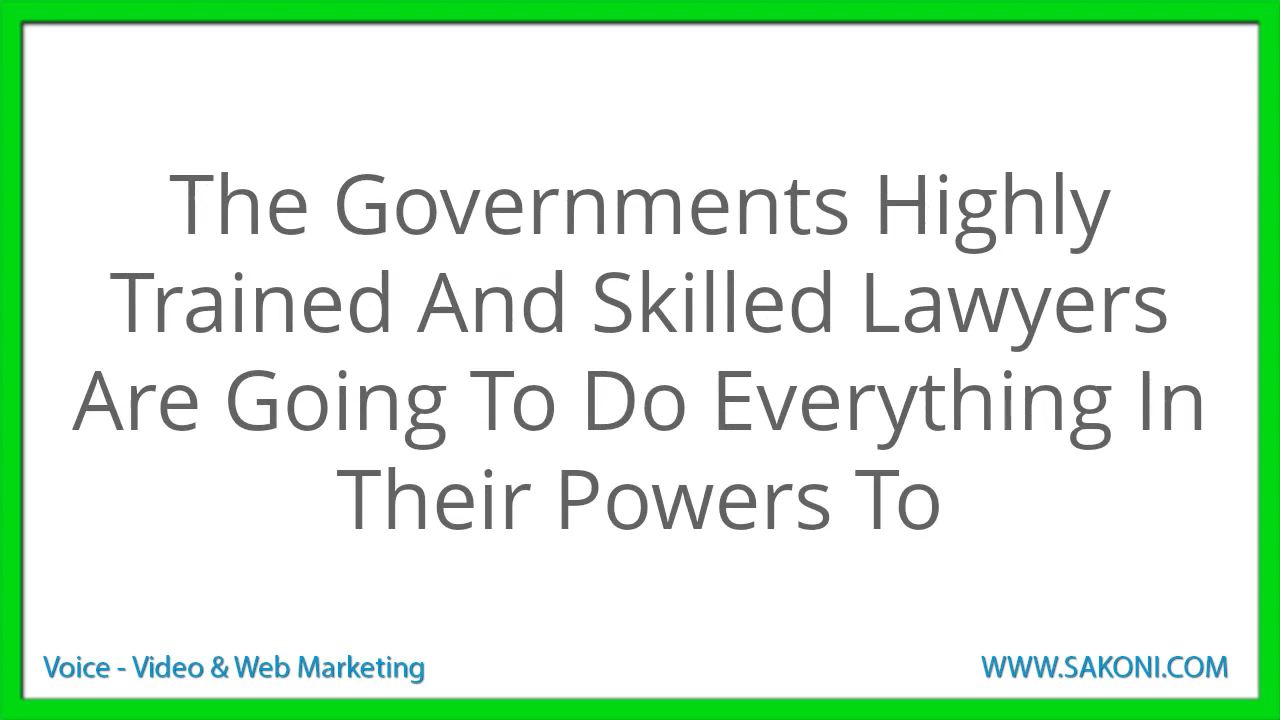 The Governments Highly
Trained And Skilled Lawyers
Are Going To Do Everything In
Their Powers To
Voice - Video & Web Marketing
WWW.SAKONI.COM